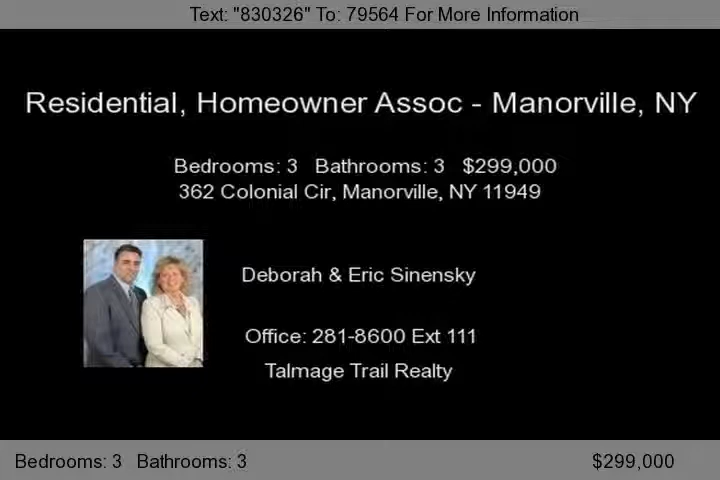 Text: "830326" To: 79564 For More Information
Residential, Homeowner Assoc - Manorville, NY
Bedrooms: 3 Bathrooms: 3 $299,000
362 Colonial Cir, Manorville, NY 11949
Deborah & Eric Sinensky
Office: 281-8600 Ext 111
Talmage Trail Realty
Bedrooms: 3 Bathrooms: 3 $299,000